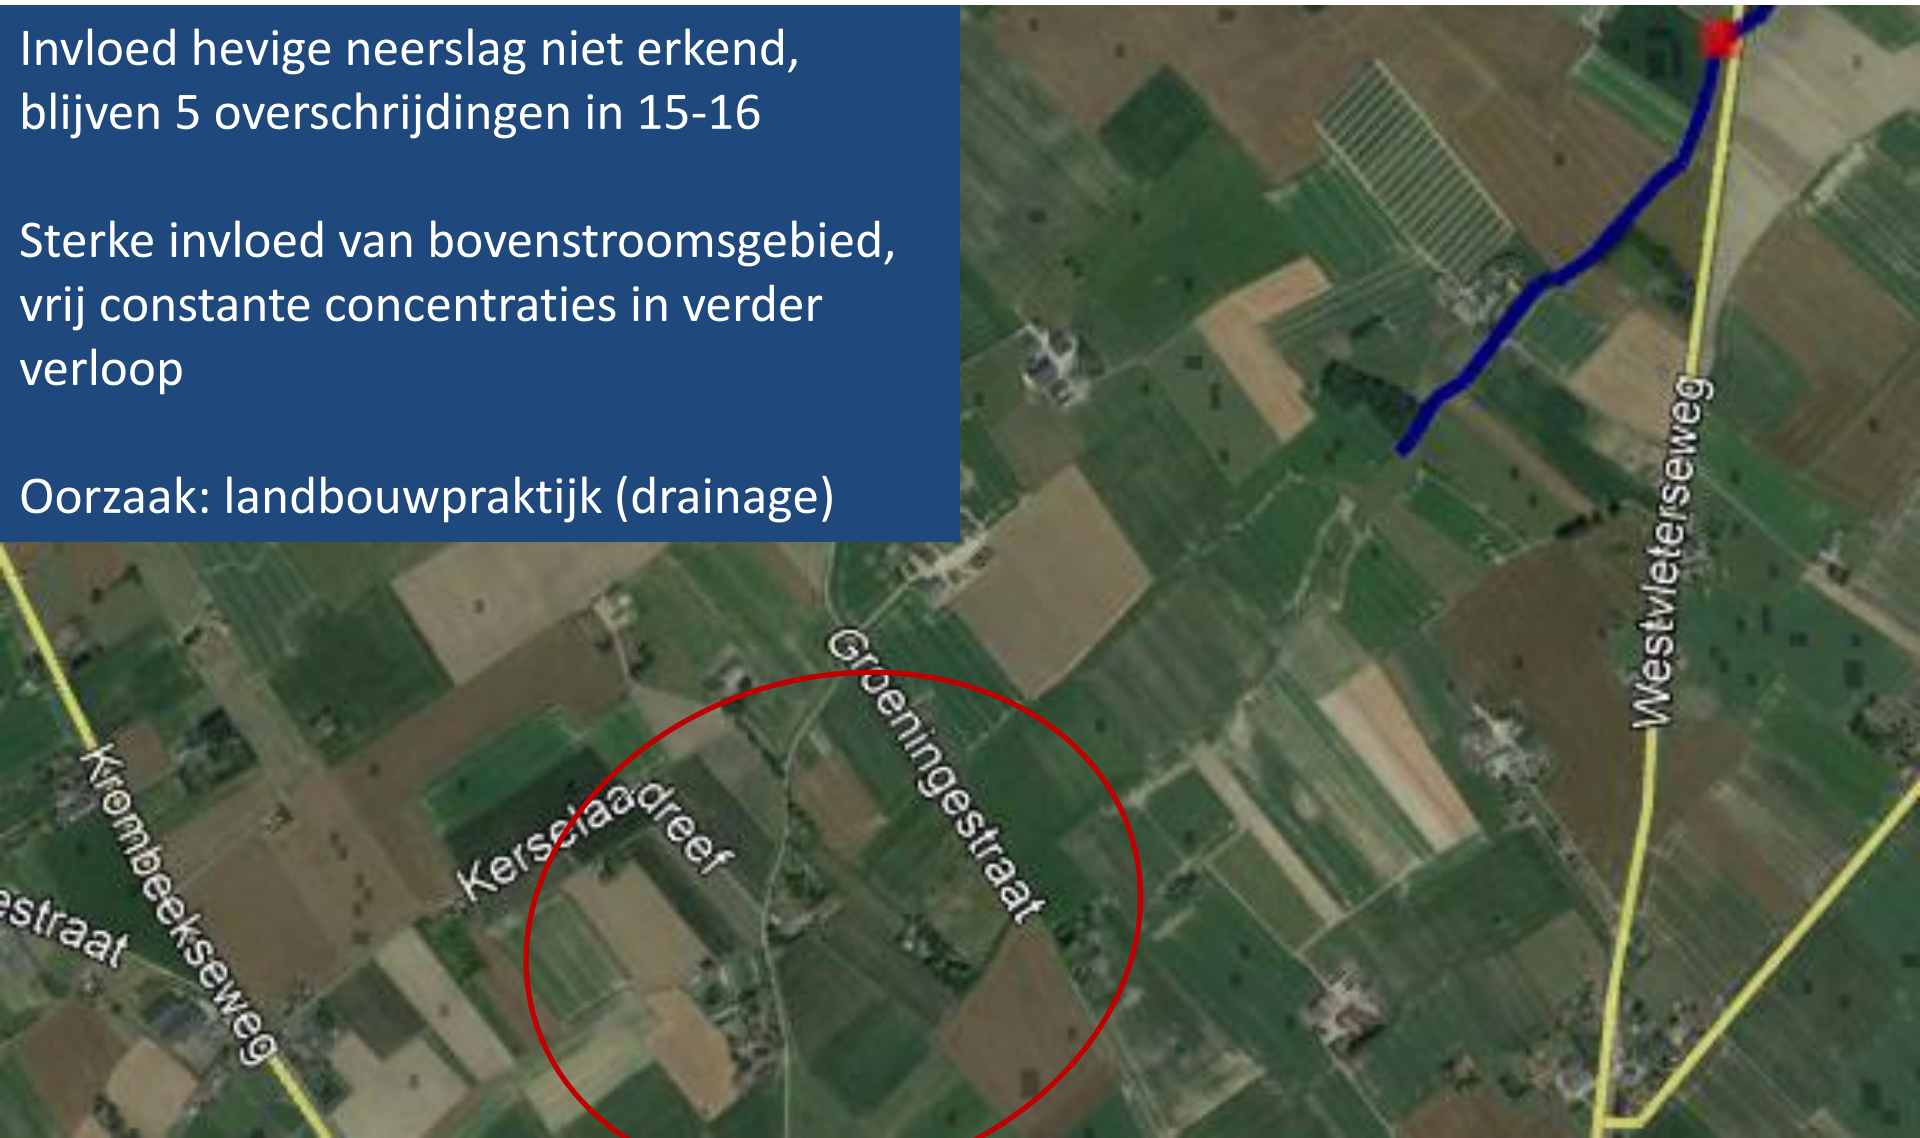 Invloed hevige neerslag niet erkend,
blijven 5 overschrijdingen in 15-16
Sterke invloed van bovenstroomsgebied,
vrij constante concentraties in verder
verloop
Oorzaak: landbouwpraktijk (drainage)
Westvleterseweg
Groeningestraat
Kerselaadreef
Krombeekseweg
estraat